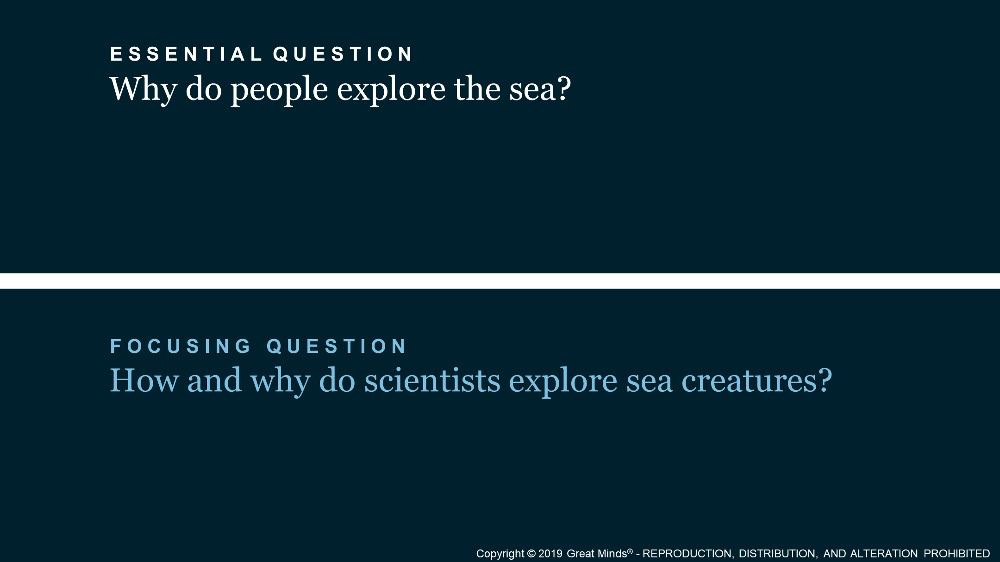 ESSENTIAL QUESTION
Why do people explore the sea?
FOCUSING QUESTION
How and why do scientists explore sea creatures?
Copyright © 2019 Great Minds® - REPRODUCTION, DISTRIBUTION, AND ALTERATION PROHIBITED